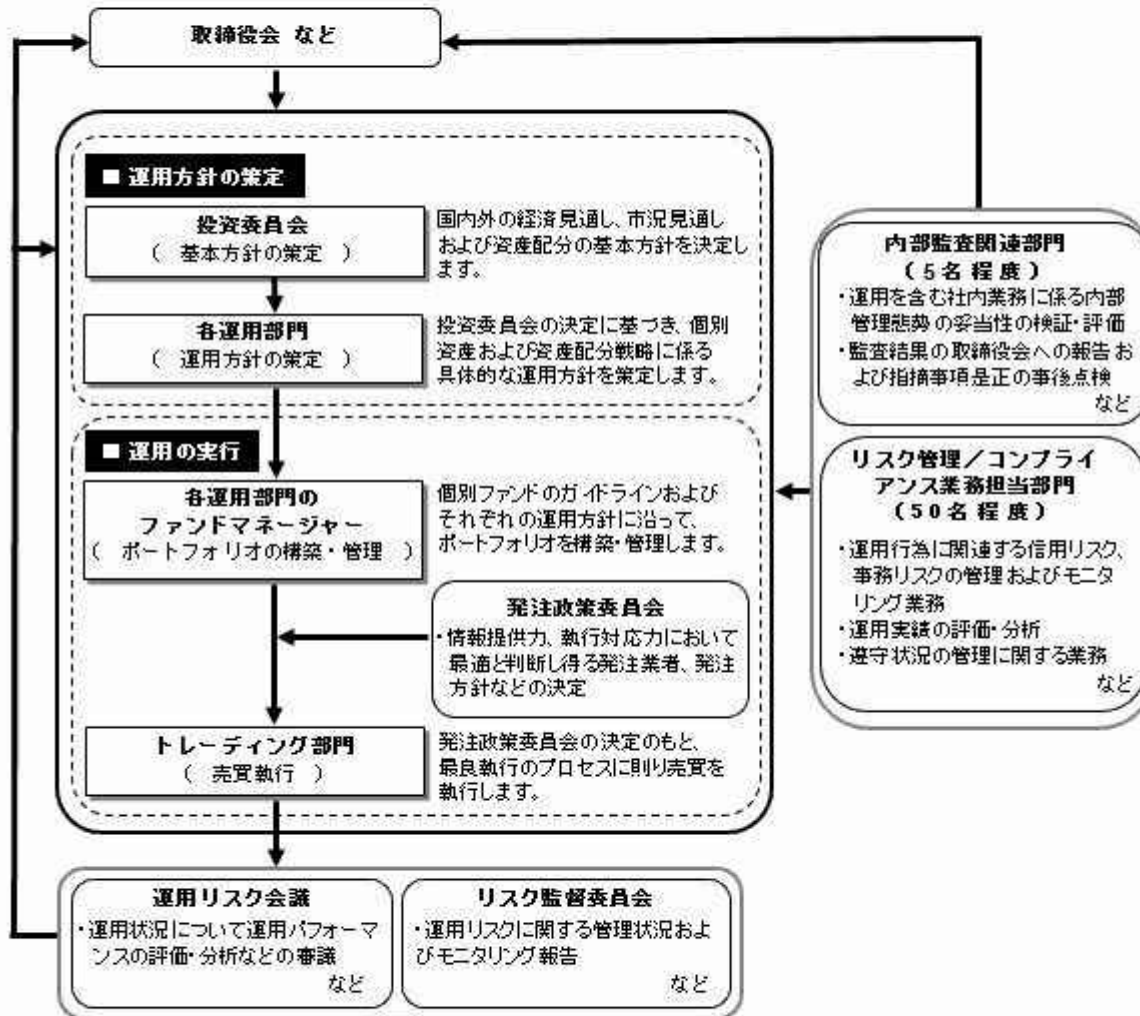 取締役会 など
■ 運用方針の策定
投資委員会
( 基本方針の策定 )
国内外の経済見通し、市況見通し
および資産配分の基本方針を決定し
ます。
各運用部門
( 運用方針の策定 )
投資委員会の決定に基づき、個別
資産および資産配分戦略に係る
具体的な運用方針を策定します。
■ 運用の実行
各運用部門の
ファンドマネージャー
( ポートフォリオの構築・管理 )
個別ファンドのガイドラインおよび
それぞれの運用方針に沿って、
ポートフォリオを構築・管理します。
発注政策委員会
・情報提供力、執行対応力において
最適と判断し得る発注業者、発注
方針などの決定
トレーディング部門
( 売買執行 )
発注政策委員会の決定のもと、
最良執行のプロセスに則り売買を
執行します。
内部監査関連部門
(5名程度)
・運用を含む社内業務に係る内部
管理態勢の妥当性の検証・評価
・監査結果の取締役会への報告お
よび指摘事項是正の事後点検
など
リスク管理/コンプライ
アンス業務担当部門
(50名程度)
・運用行為に関連する信用リスク、
事務リスクの管理およびモニタ
リング業務
・運用実績の評価・分析
・遵守状況の管理に関する業務
など
運用リスク会議
・運用状況について運用パフォーマ
ンスの評価・分析などの審議
など
リスク監督委員会
・運用リスクに関する管理状況およ
びモニタリング報告
など